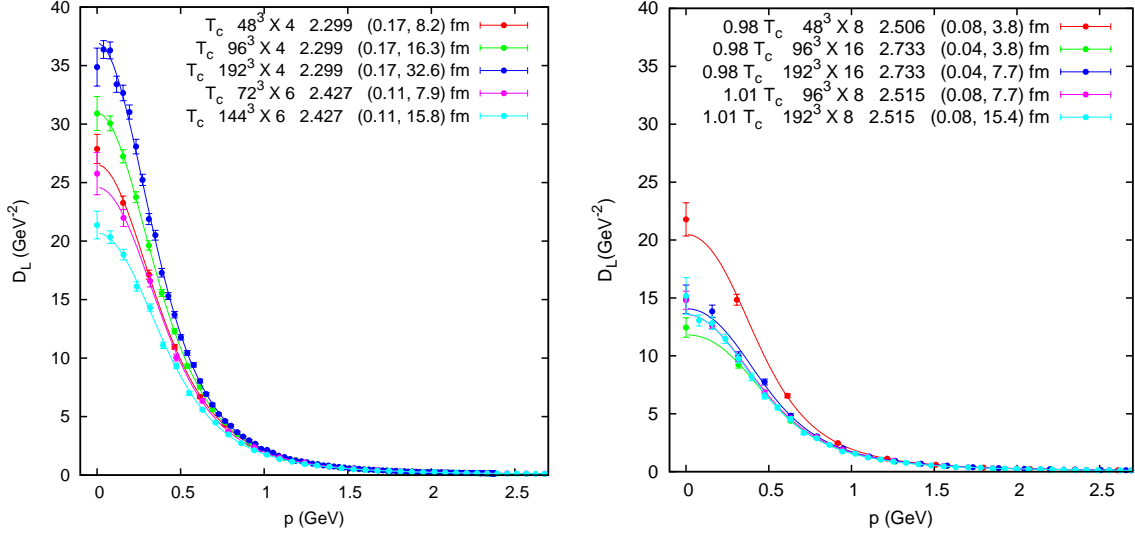 T_c 48^3 X 4 2.299 (0.17, 8.2) fm
T_c 96^3 X 4 2.299 (0.17, 16.3) fm
T_c 192^3 X 4 2.299 (0.17, 32.6) fm
T_c 72^3 X 6 2.427 (0.11, 7.9) fm
T_c 144^3 X 6 2.427 (0.11, 15.8) fm
D_L (GeV^-2)
40
35
30
25
20
15
10
5
0
0 0.5 1 1.5 2 2.5
p (GeV)
0.98 T_c 48^3 X 8 2.506 (0.08, 3.8) fm
0.98 T_c 96^3 X 16 2.733 (0.04, 3.8) fm
0.98 T_c 192^3 X 16 2.733 (0.04, 7.7) fm
1.01 T_c 96^3 X 8 2.515 (0.08, 7.7) fm
1.01 T_c 192^3 X 8 2.515 (0.08, 15.4) fm
D_L(GeV^-2)
40
35
30
25
20
15
10
5
0
0 0.5 1 1.5 2 2.5
p (GeV)